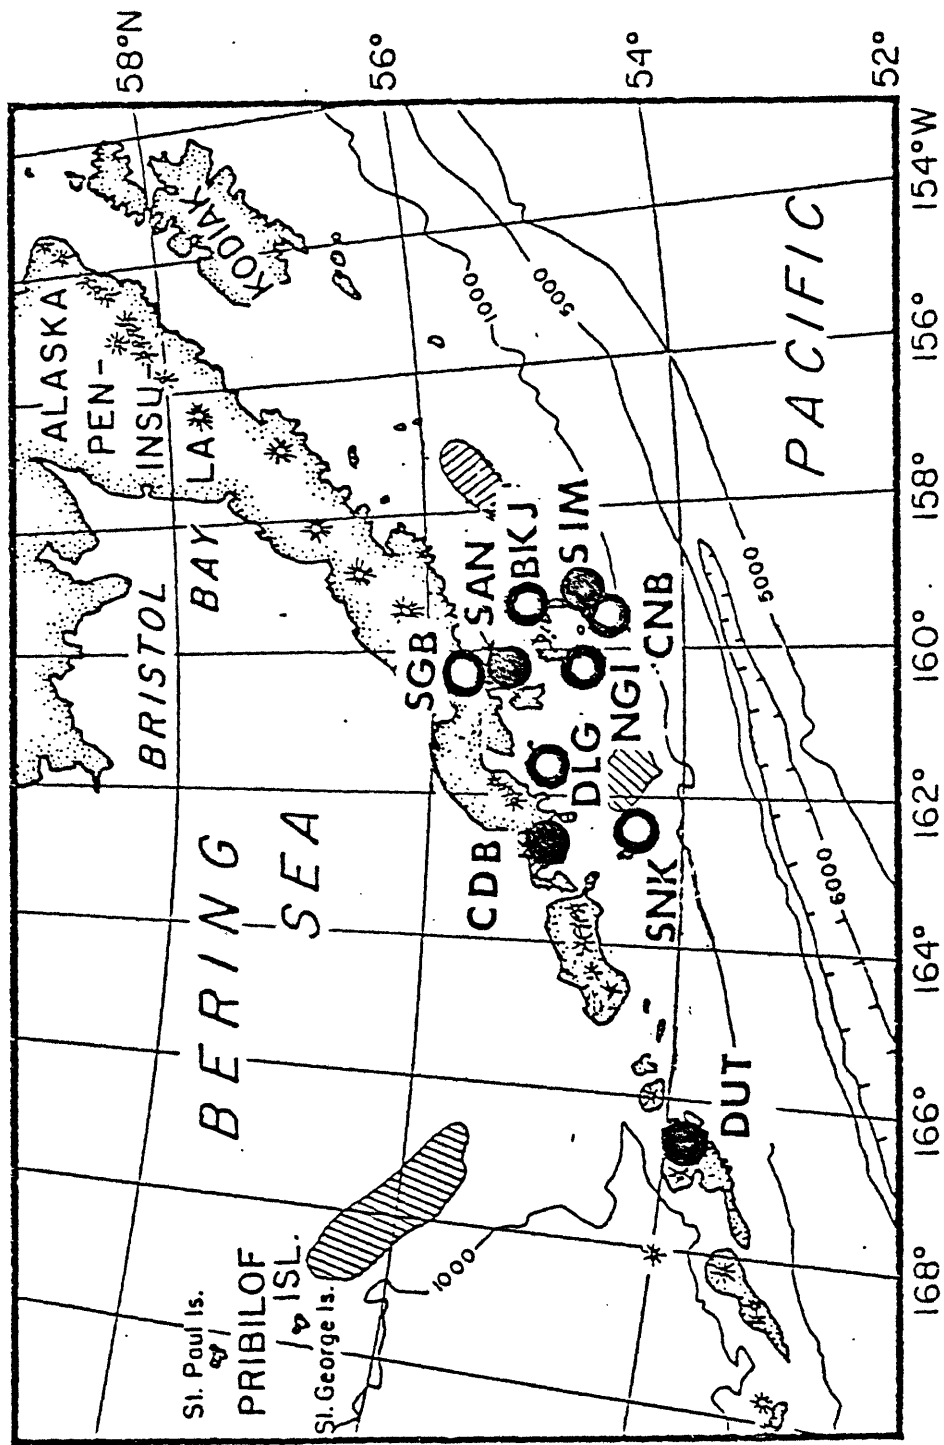 58°N
56°
54°
52°
154°W
156°
158°
160°
162°
164°
166°
168°
ALASKA
PEN-
INSU-
LA
KODIAK
BRISTOL
BAY
BERING
SEA
PACIFIC
St. Paul Is.
PRIBILOF
ISL.
St. George Is.
1000
5000
1000
5000
6000
SGB
SAN
BKJ
SIM
CNB
NGI
DLG
CDB
SNK
DUT